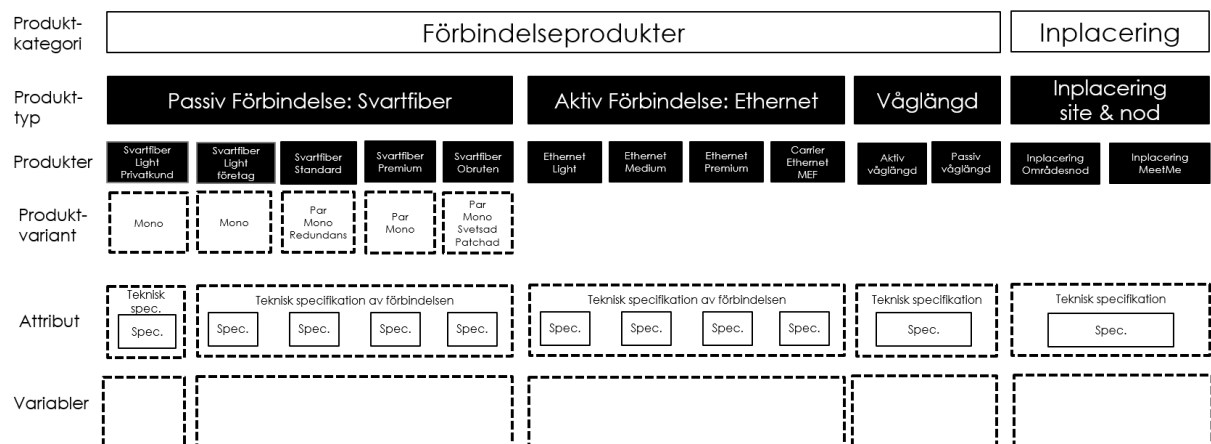 Produkt-
kategori
Förbindelseprodukter
Inplacering
Produkt-
typ
Passiv Förbindelse: Svartfiber
Aktiv Förbindelse: Ethernet
Våglängd
Inplacering
site & nod
Produkter
Svartfiber
Light
Privatkund
Svartfiber
Light
företag
Svartfiber
Standard
Svartfiber
Premium
Svartfiber
Obruten
Ethernet
Light
Ethernet
Medium
Ethernet
Premium
Carrier
Ethernet
MEF
Aktiv
våglängd
Passiv
våglängd
Inplacering
Områdesnod
Inplacering
MeetMe
Produkt-
variant
Mono
Mono
Par
Mono
Redundans
Par
Mono
Par
Mono
Svetsad
Patchad
Attribut
Teknisk
spec.
Spec.
Teknisk specifikation av förbindelsen
Spec.
Spec.
Spec.
Spec.
Teknisk specifikation av förbindelsen
Spec.
Spec.
Spec.
Spec.
Teknisk specifikation
Spec.
Teknisk specifikation
Spec.
Variabler